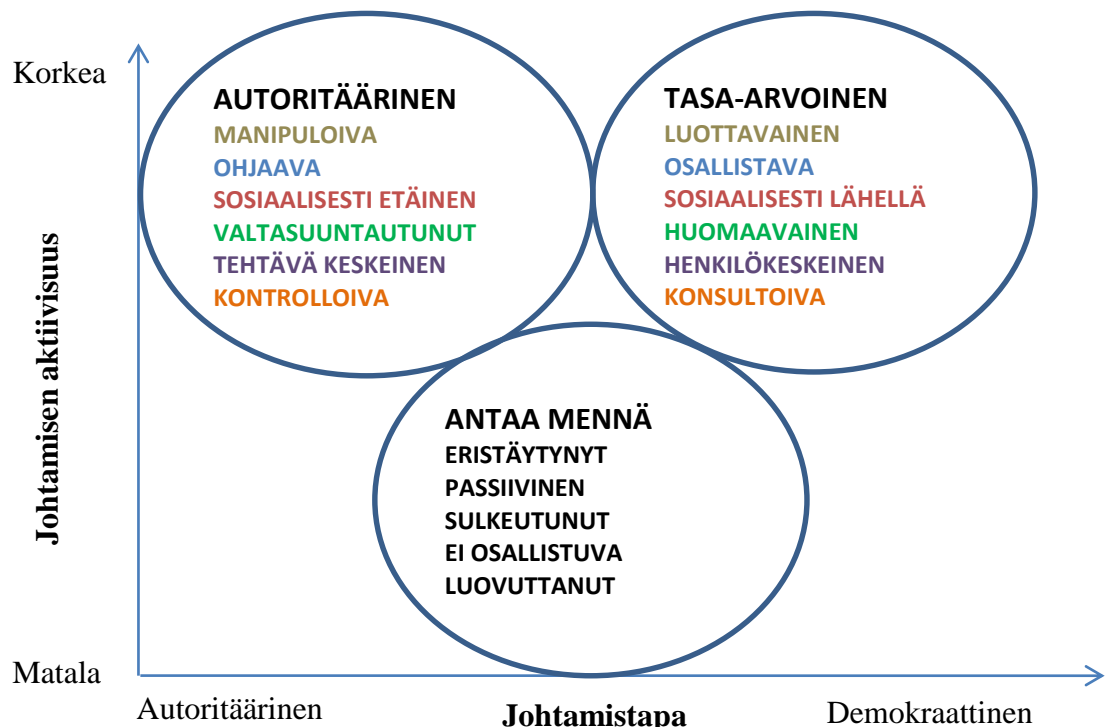 Korkea
AUTORITÄÄRINEN
MANIPULOIVA
OHJAAVA
SOSIAALISESTI ETÄINEN
VALTASUUNTAUTUNUT
TEHTÄVÄ KESKEINEN
KONTROLLOIVA
TASA-ARVOINEN
LUOTTAVAINEN
OSALLISTAVA
SOSIAALISESTI LÄHELLÄ
HUOMAAVAINEN
HENKILÖKESKEINEN
KONSULTOIVA
Johtamisen aktiivisuus
ANTAA MENNÄ
ERISTÄYTYNYT
PASSIIVINEN
SULKEUTUNUT
EI OSALLISTUVA
LUOVUTTANUT
Matala
Autoritäärinen
Johtamistapa
Demokraattinen